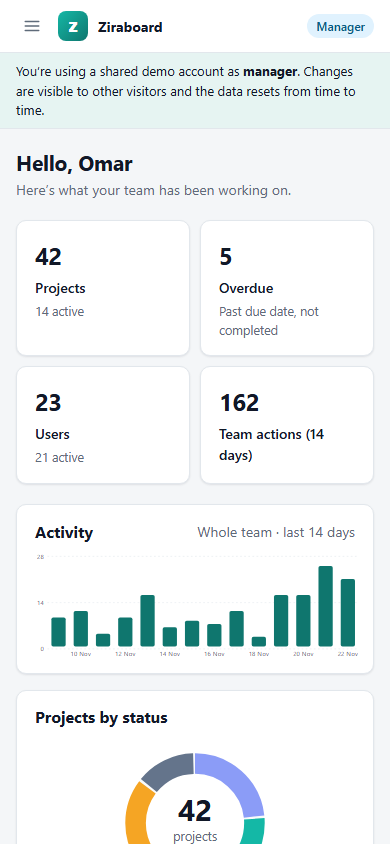 Z Ziraboard Manager
You're using a shared demo account as manager. Changes
are visible to other visitors and the data resets from time to
time.
Hello, Omar
Here's what your team has been working on.
42
Projects
14 active
5
Overdue
Past due date, not
completed
23
Users
21 active
162
Team actions (14
days)
Activity Whole team · last 14 days
28
14
0
10 Nov 12 Nov 14 Nov 16 Nov 18 Nov 20 Nov 22 Nov
Projects by status
42
projects